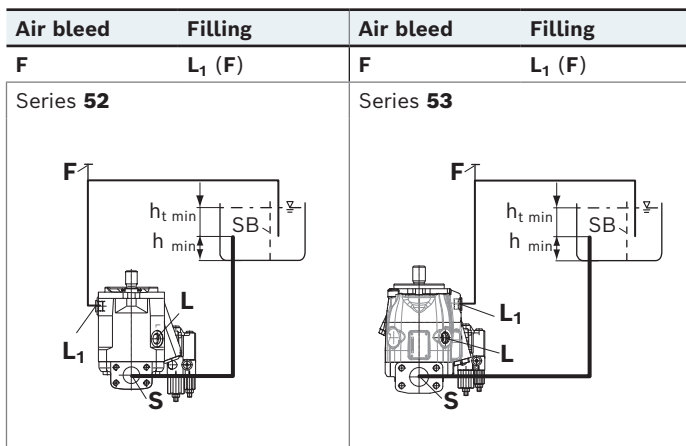 Air bleed Filling Air bleed Filling
F L₁ (F) F L₁ (F)
Series 52 Series 53
F
hₜ min
SB
h min
L
L₁
S
F
hₜ min
SB
h min
L₁
L
S